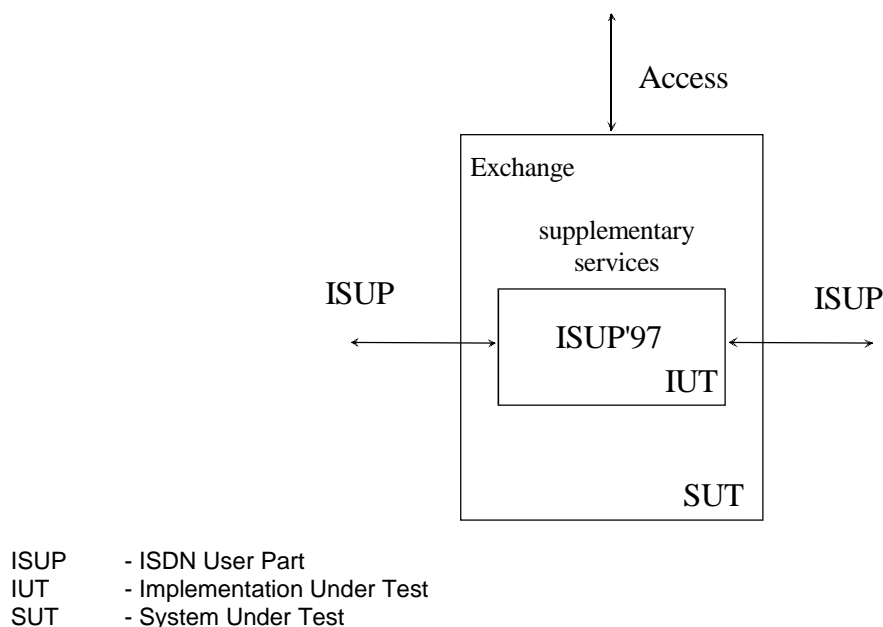 Access
Exchange
supplementary
services
ISUP
ISUP
ISUP'97
IUT
SUT
ISUP - ISDN User Part
IUT - Implementation Under Test
SUT - System Under Test